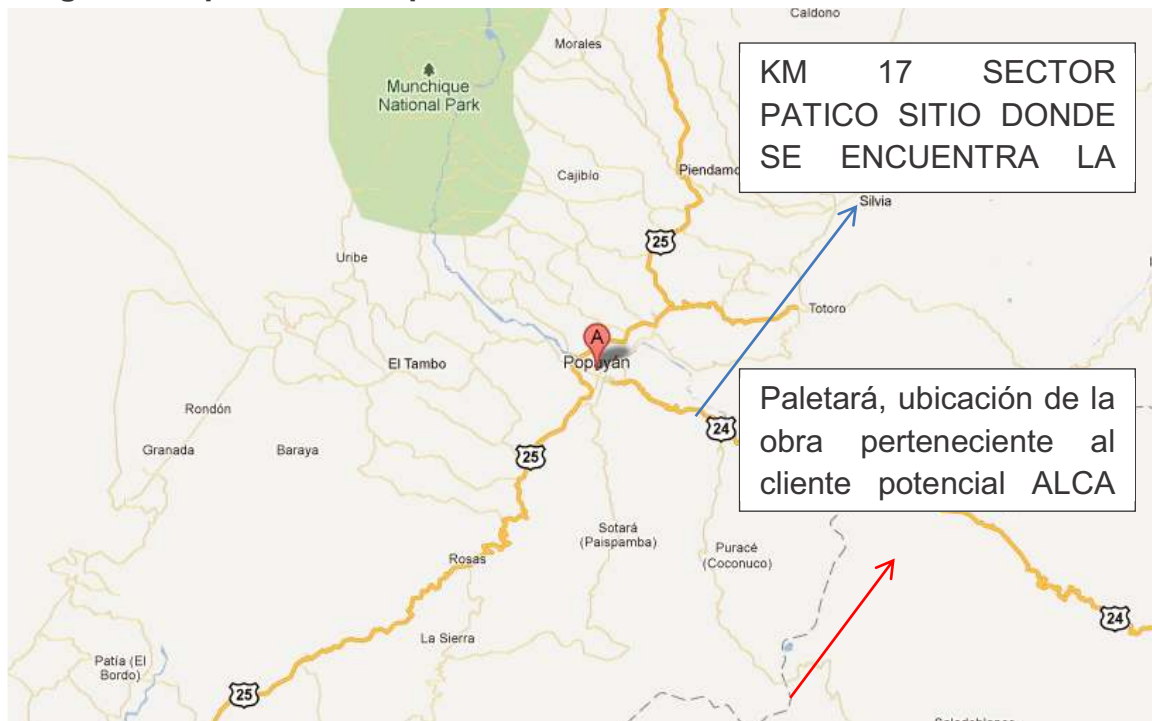 Caldono
Morales
Munchique
National Park
KM 17 SECTOR
PATICO SITIO DONDE
SE ENCUENTRA LA
Cajibío
Silvia
25
Uribe
Totoro
A
Popayán
El Tambo
Paletará, ubicación de la
obra perteneciente al
cliente potencial ALCA
Rondón
24
Granada
Baraya
25
Sotará
(Paispamba)
Puracé
(Coconuco)
Rosas
24
La Sierra
Patía (El
Bordo)
25